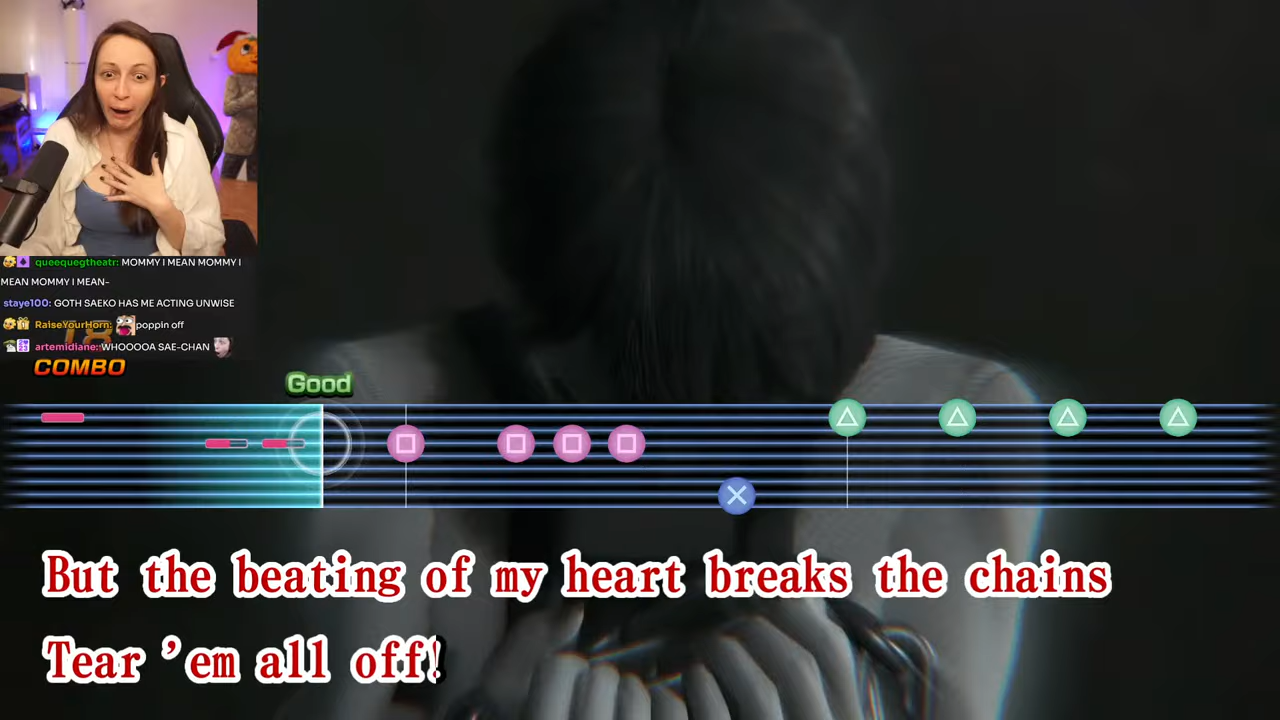 queequegtheatr: MOMMY I MEAN MOMMY I
MEAN MOMMY I MEAN-
staye100: GOTH SAEKO HAS ME ACTING UNWISE
RaiseYourHorn: poppin off
artemidiane: WHOOOOA SAE-CHAN
18
COMBO
Good
But the beating of my heart breaks the chains
Tear 'em all off!